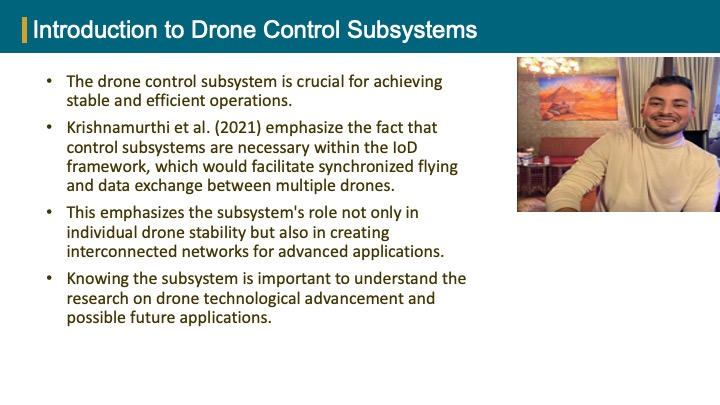 Introduction to Drone Control Subsystems
• The drone control subsystem is crucial for achieving
stable and efficient operations.
• Krishnamurthi et al. (2021) emphasize the fact that
control subsystems are necessary within the IoD
framework, which would facilitate synchronized flying
and data exchange between multiple drones.
• This emphasizes the subsystem's role not only in
individual drone stability but also in creating
interconnected networks for advanced applications.
• Knowing the subsystem is important to understand the
research on drone technological advancement and
possible future applications.